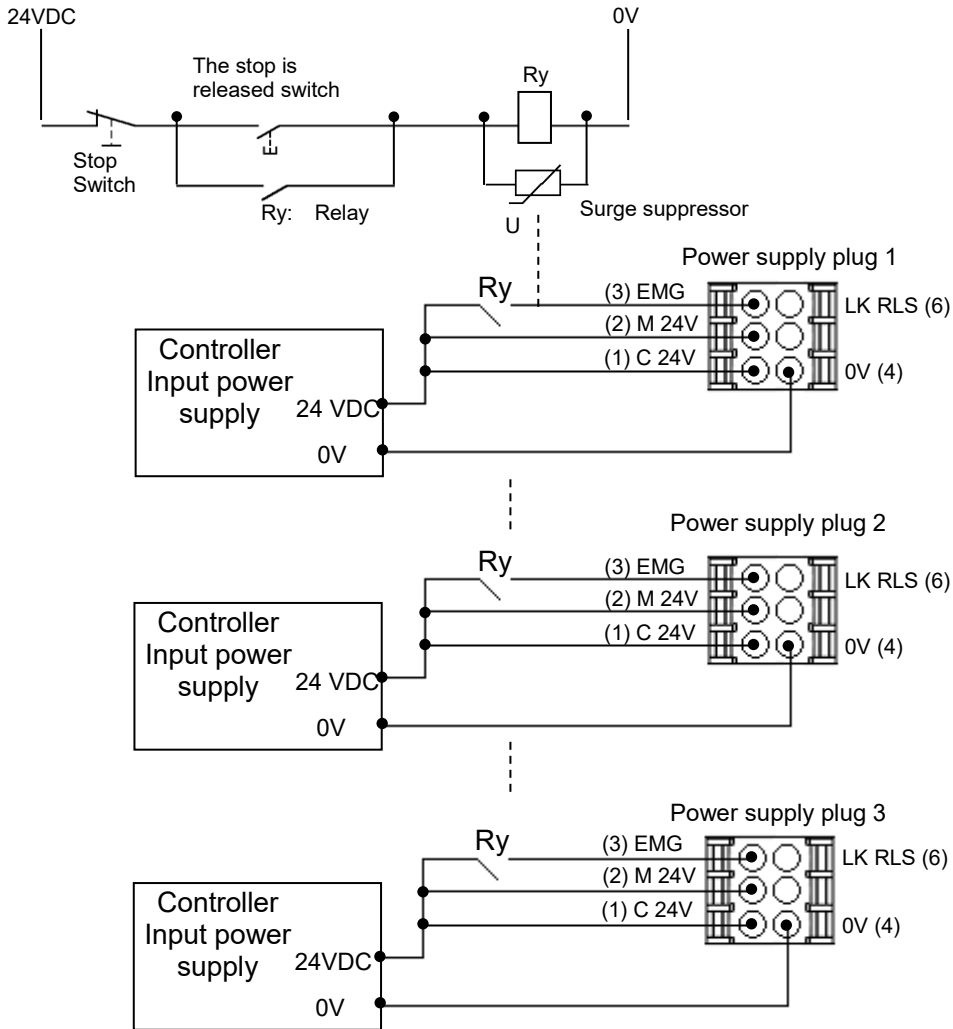 24VDC
0V
The stop is
released switch
Ry
Stop
Switch
Ry: Relay
U
Surge suppressor
Power supply plug 1
Ry
(3) EMG
LK RLS (6)
(2) M 24V
(1) C 24V
0V (4)
Controller
Input power
supply
24 VDC
0V
Power supply plug 2
Ry
(3) EMG
LK RLS (6)
(2) M 24V
(1) C 24V
0V (4)
Controller
Input power
supply
24 VDC
0V
Power supply plug 3
Ry
(3) EMG
LK RLS (6)
(2) M 24V
(1) C 24V
0V (4)
Controller
Input power
supply
24VDC
0V